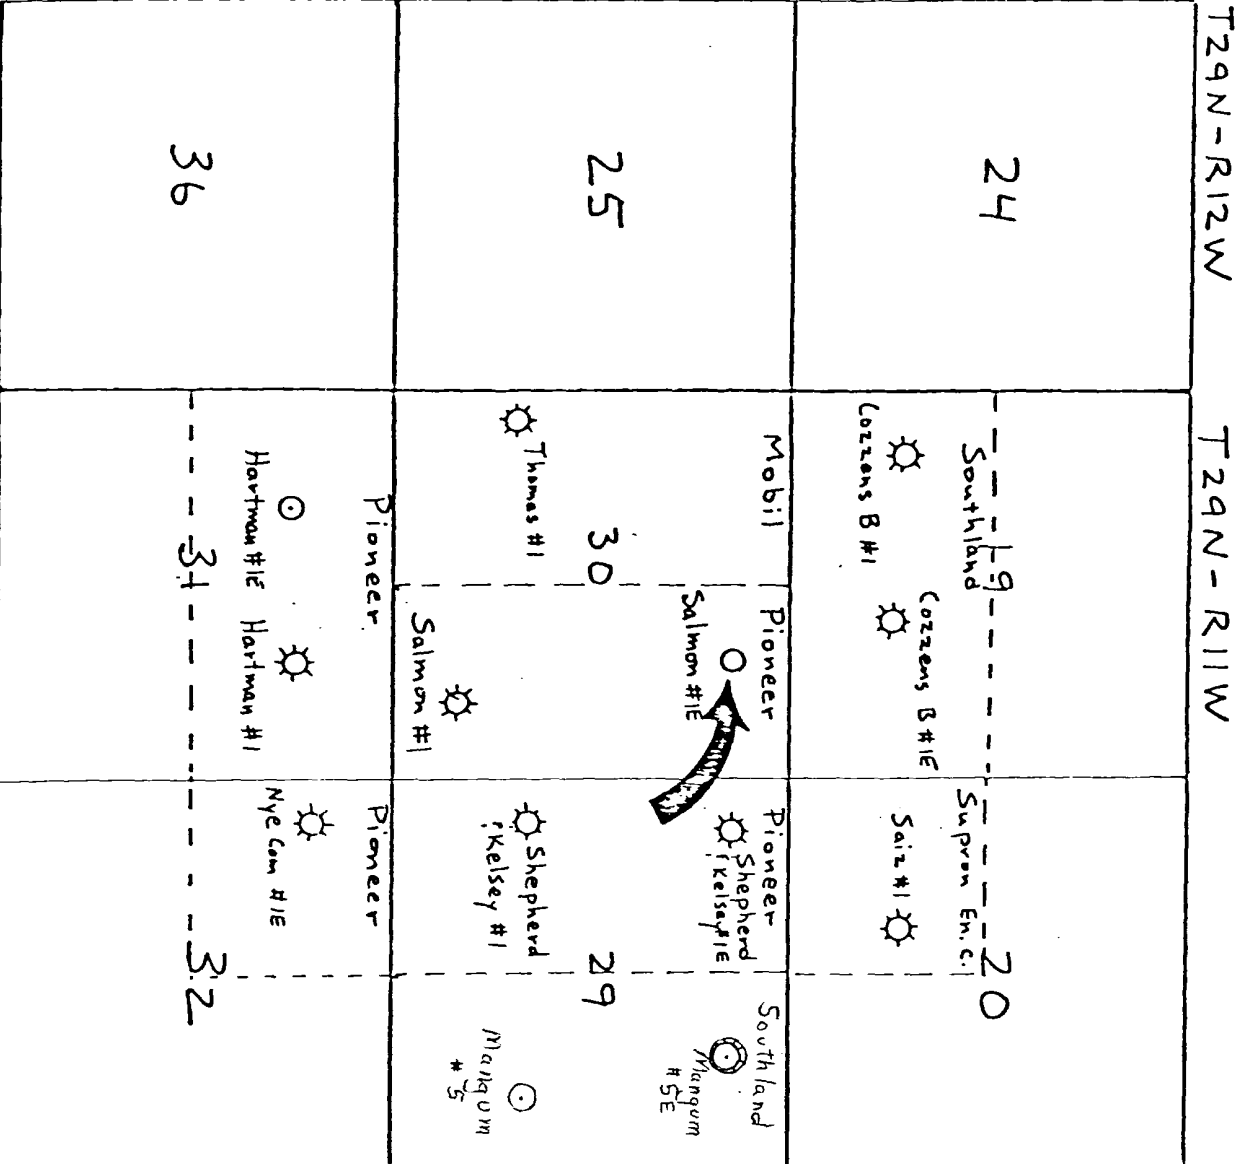 T29N-R12W
T29N-R11W
24
19
20
Southland
Supron En. C.
Cozzens B #1E
Cozzens B #1
Saiz #1
Mobil
Pioneer
Pioneer
Southland
Salmon #1E
Shepherd
& Kelsey #1E
Mangum
#5E
25
30
29
Thomas #1
Salmon #1
Shepherd
& Kelsey #1
Mangum
#5
Pioneer
Pioneer
Hartman #1E
Hartman #1
Nye Com #1E
36
31
32